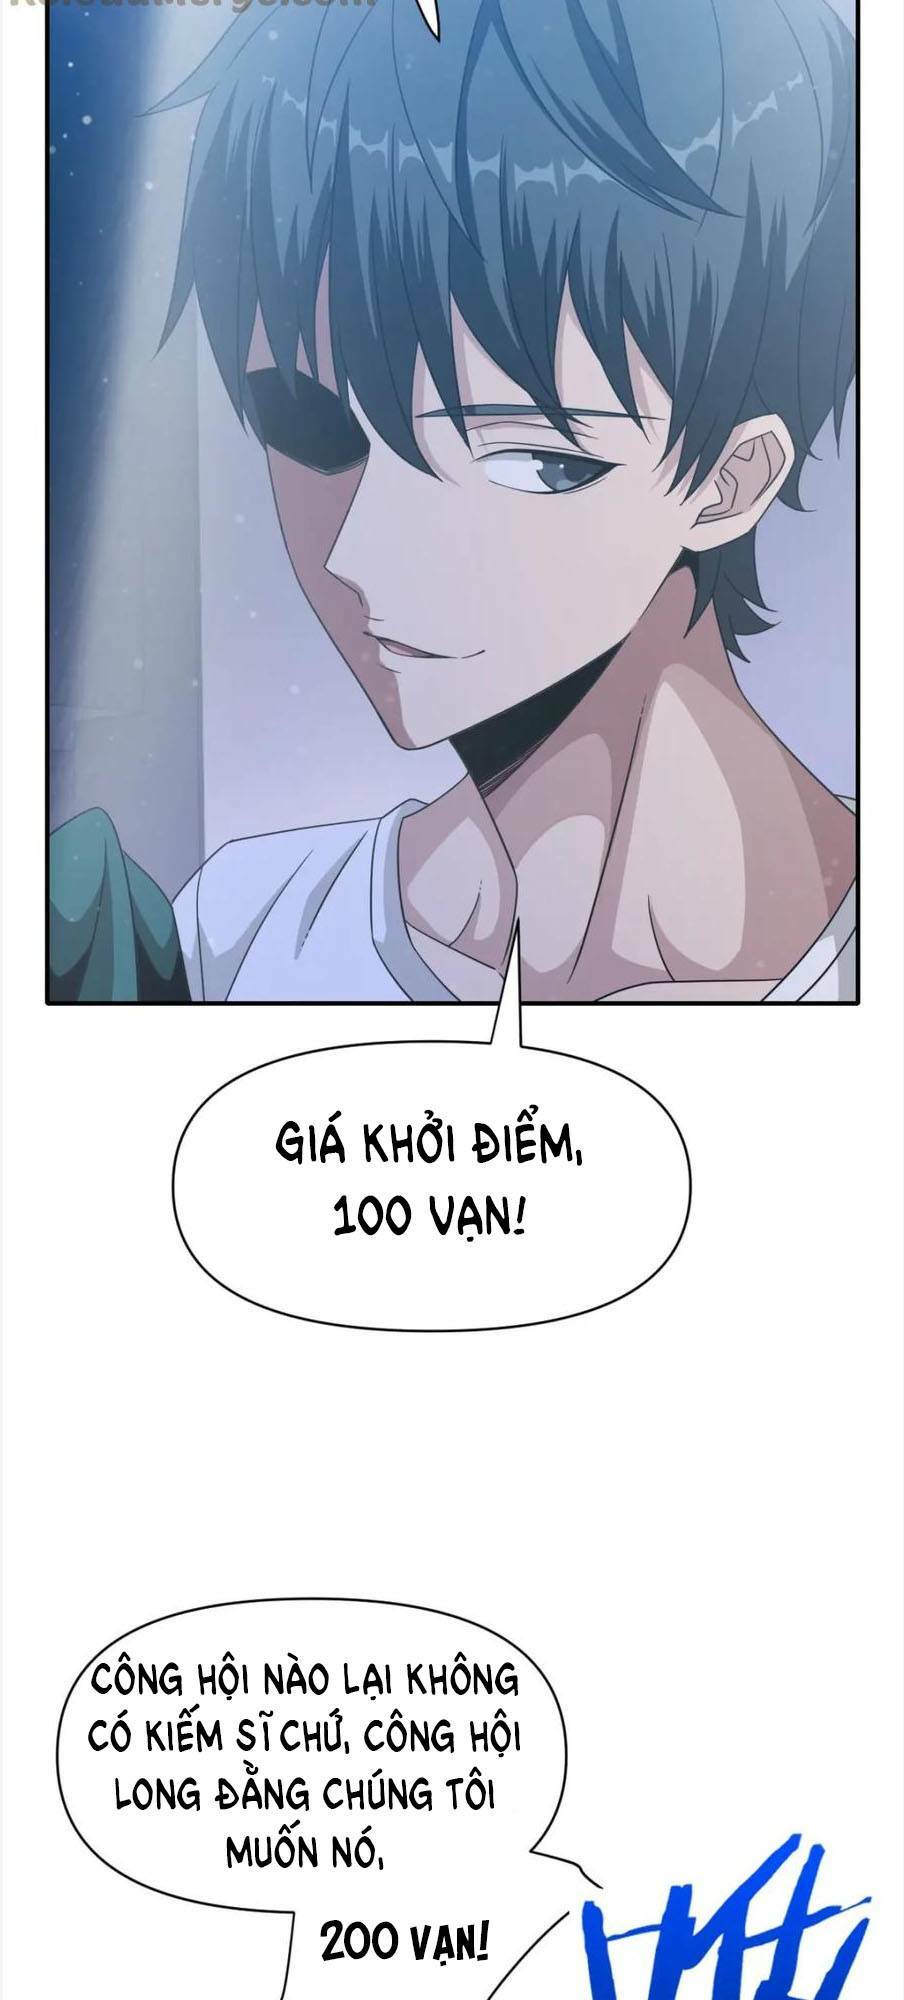 GIÁ KHỞI ĐIỂM,
100 VẠN!
CÔNG HỘI NÀO LẠI KHÔNG
CÓ KIẾM SĨ CHỨ, CÔNG HỘI
LONG ĐẰNG CHÚNG TÔI
MUỐN NÓ,
200 VẠN!